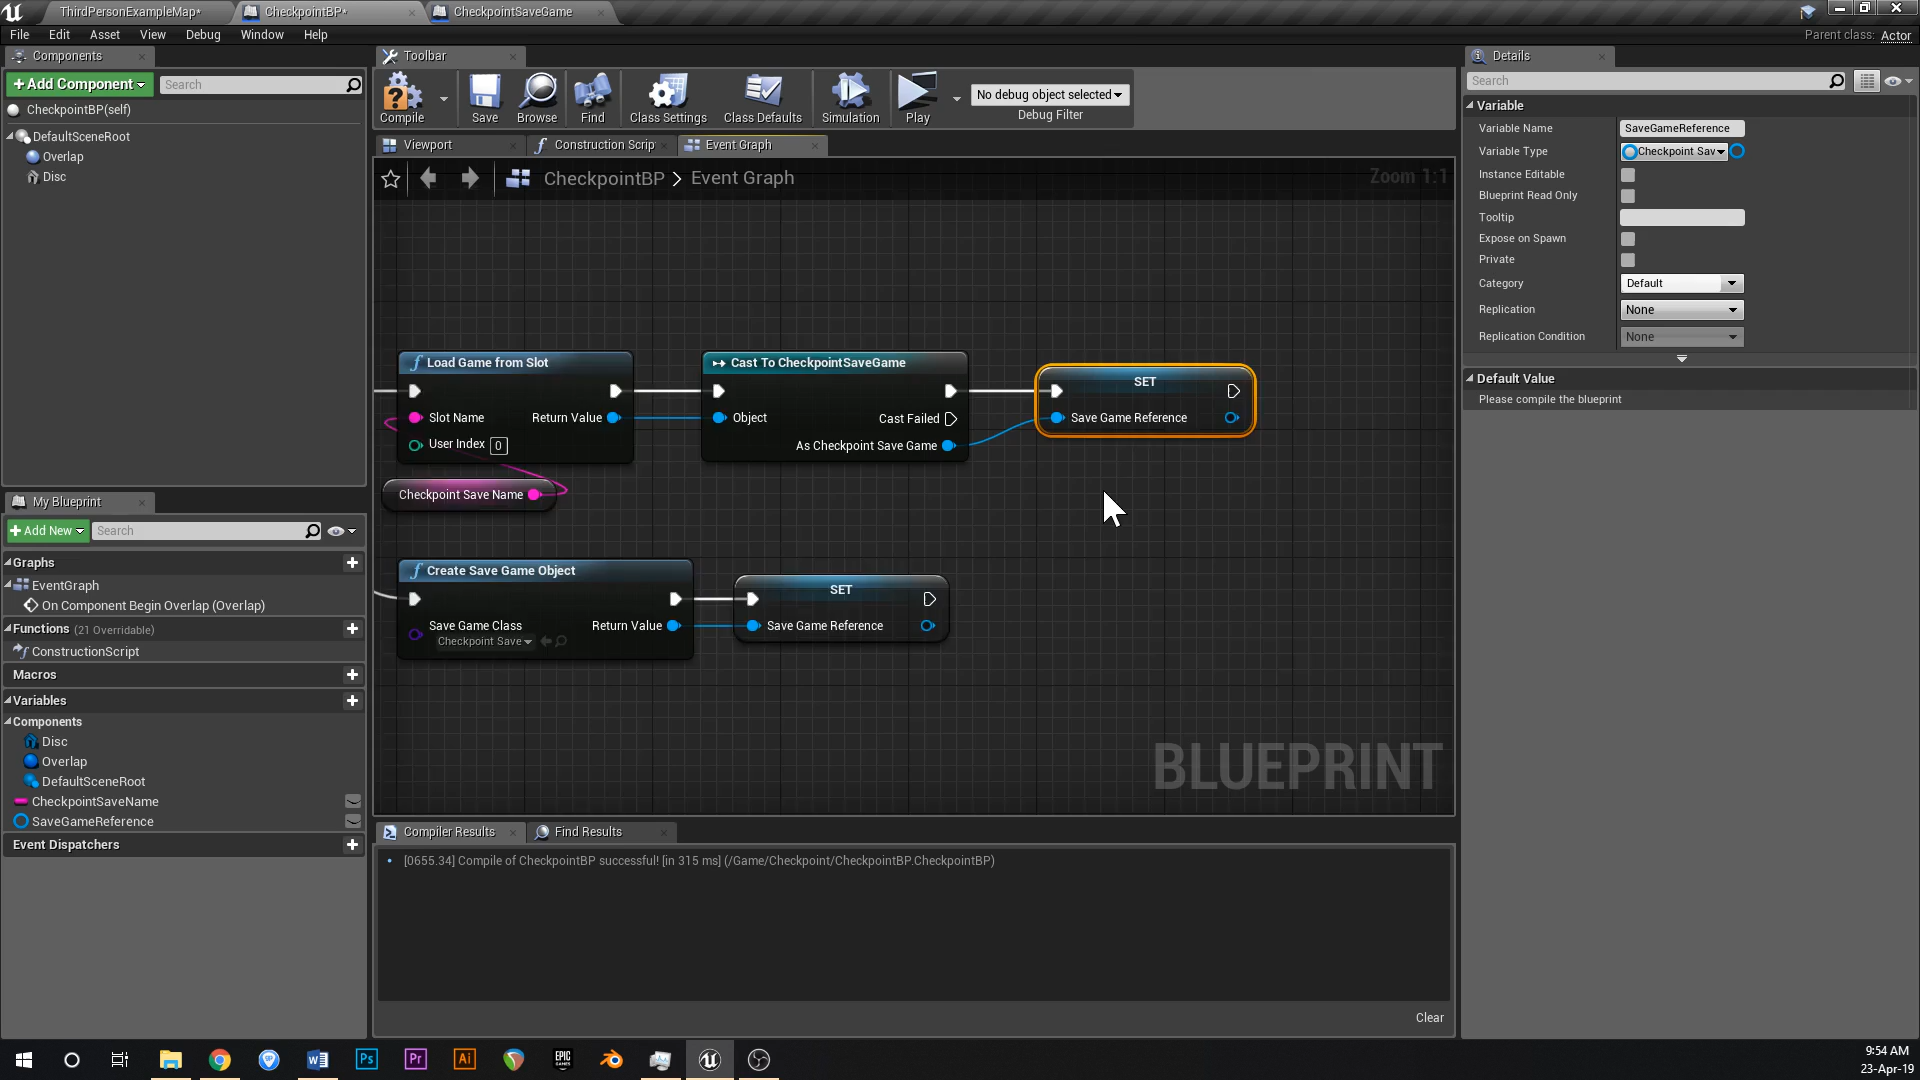 ThirdPersonExampleMap*
CheckpointBP*
CheckpointSaveGame
File Edit Asset View Debug Window Help
Parent class: Actor
Components
+Add Component
Search
CheckpointBP(self)
DefaultSceneRoot
Overlap
Disc
Toolbar
Compile
Save
Browse
Find
Class Settings
Class Defaults
Simulation
Play
No debug object selected
Debug Filter
Viewport
Construction Scrip
Event Graph
CheckpointBP > Event Graph
Zoom 1:1
Load Game from Slot
Slot Name
Return Value
User Index 0
Checkpoint Save Name
Cast To CheckpointSaveGame
Object
Cast Failed
As Checkpoint Save Game
SET
Save Game Reference
Create Save Game Object
Save Game Class
Checkpoint Save
Return Value
SET
Save Game Reference
BLUEPRINT
My Blueprint
+Add New
Search
Graphs
EventGraph
On Component Begin Overlap (Overlap)
Functions (21 Overridable)
ConstructionScript
Macros
Variables
Components
Disc
Overlap
DefaultSceneRoot
CheckpointSaveName
SaveGameReference
Event Dispatchers
Compiler Results
Find Results
[0655.34] Compile of CheckpointBP successful! [in 315 ms] (/Game/Checkpoint/CheckpointBP.CheckpointBP)
Clear
Details
Search
Variable
Variable Name SaveGameReference
Variable Type Checkpoint Sav
Instance Editable
Blueprint Read Only
Tooltip
Expose on Spawn
Private
Category Default
Replication None
Replication Condition None
Default Value
Please compile the blueprint
Ps
Pr
Ai
EPIC
GAMES
9:54 AM
23-Apr-19